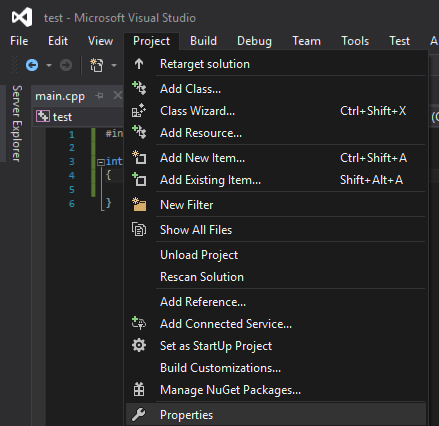 test - Microsoft Visual Studio
File Edit View Project Build Debug Team Tools Test A
Retarget solution
Add Class...
Class Wizard... Ctrl+Shift+X
Add Resource...
Add New Item... Ctrl+Shift+A
Add Existing Item... Shift+Alt+A
New Filter
Show All Files
Unload Project
Rescan Solution
Add Reference...
Add Connected Service...
Set as StartUp Project
Build Customizations...
Manage NuGet Packages...
Properties
Server Explorer
main.cpp
test
1 #in
2
3 int
4 {
5
6 }